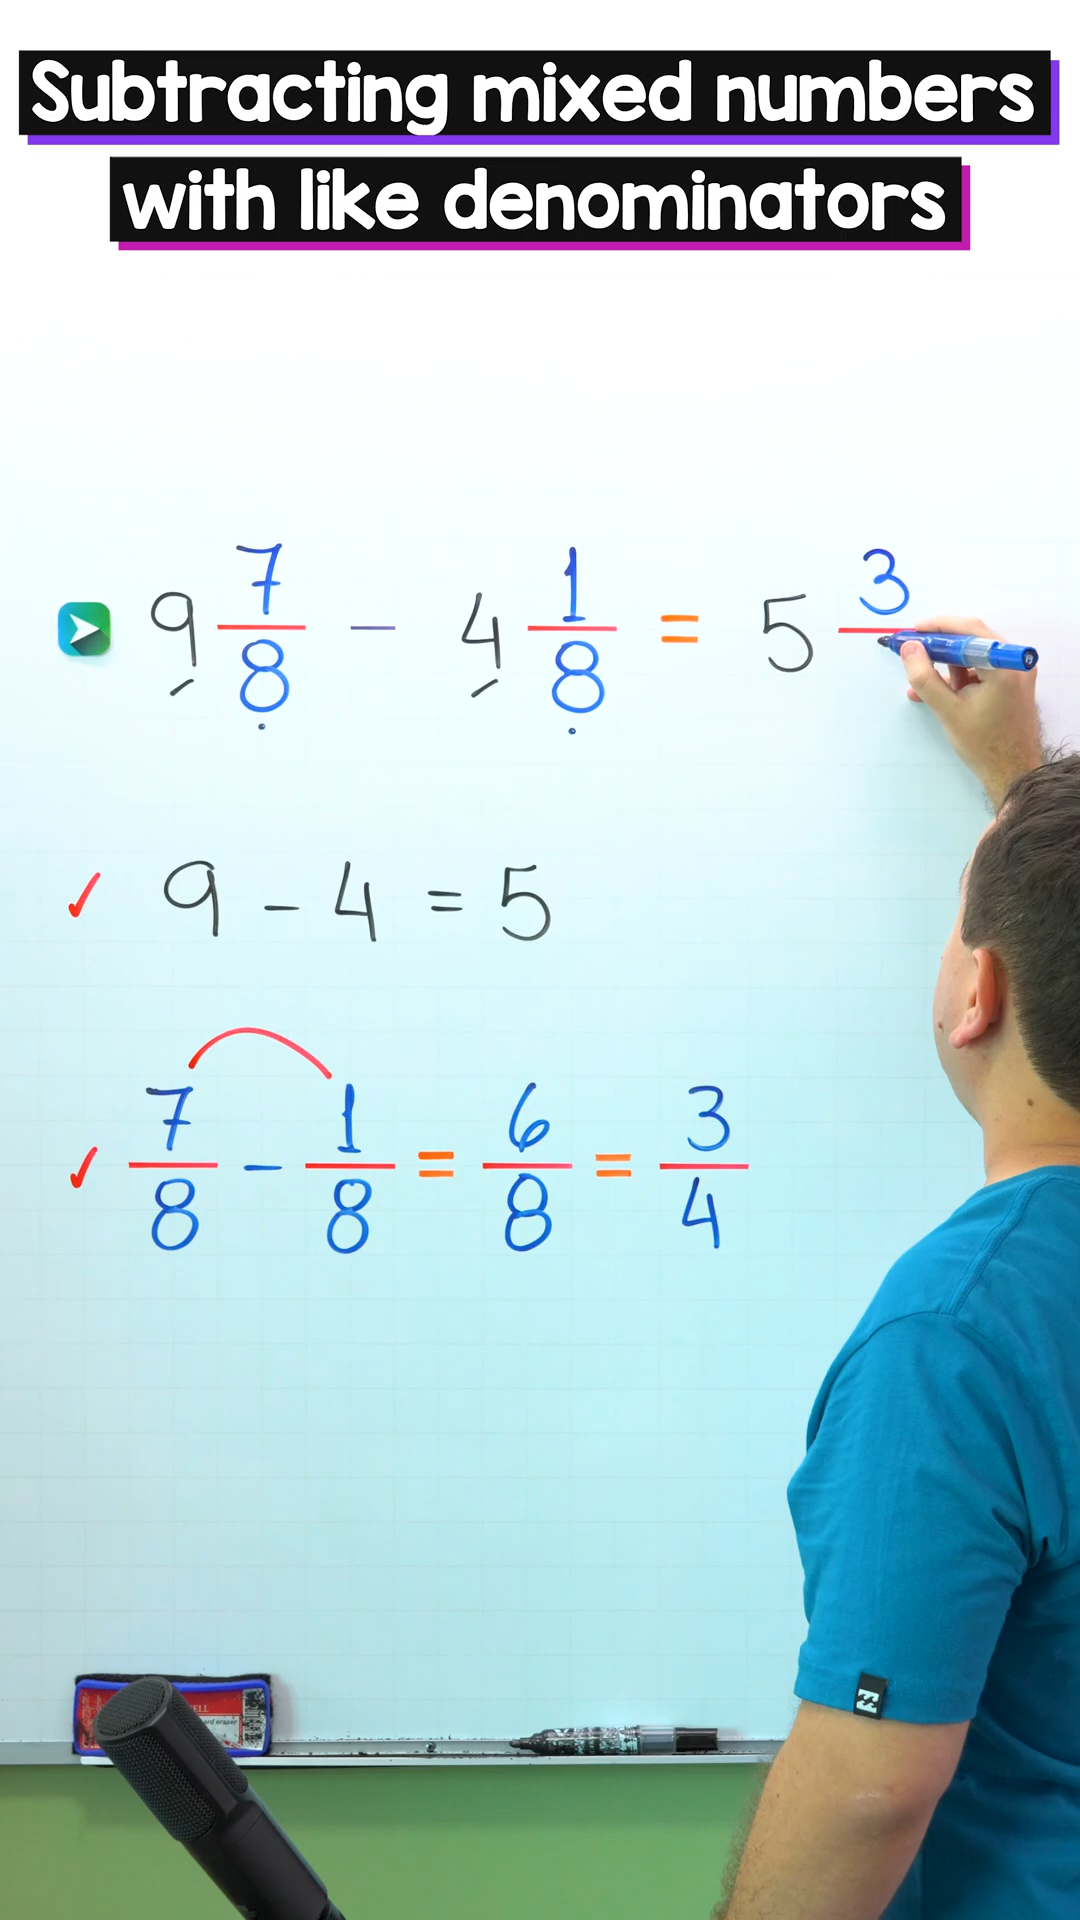 Subtracting mixed numbers
with like denominators
9 7/8 - 4 1/8 = 5 3/
✓ 9 - 4 = 5
✓ 7/8 - 1/8 = 6/8 = 3/4